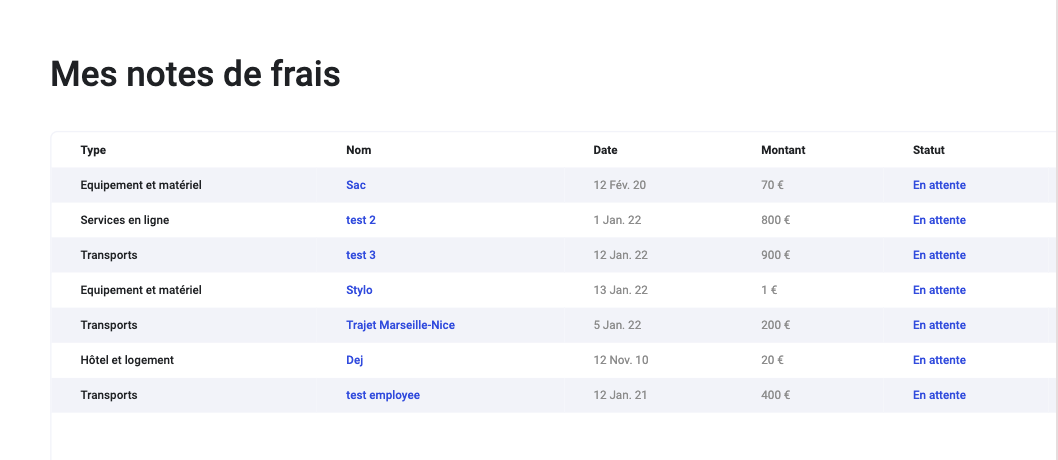 Mes notes de frais
Type Nom Date Montant Statut
Equipement et matériel Sac 12 Fév. 20 70 € En attente
Services en ligne test 2 1 Jan. 22 800 € En attente
Transports test 3 12 Jan. 22 900 € En attente
Equipement et matériel Stylo 13 Jan. 22 1 € En attente
Transports Trajet Marseille-Nice 5 Jan. 22 200 € En attente
Hôtel et logement Dej 12 Nov. 10 20 € En attente
Transports test employee 12 Jan. 21 400 € En attente